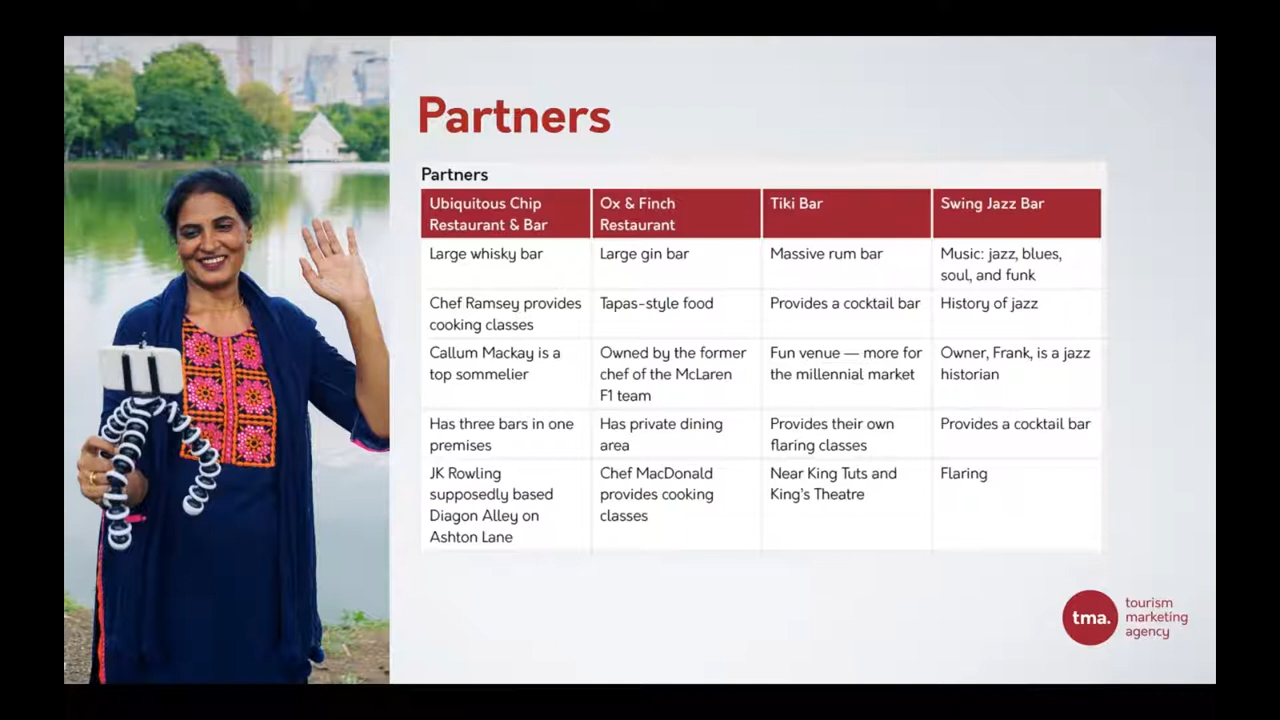 Partners
Partners
Ubiquitous Chip
Restaurant & Bar
Ox & Finch
Restaurant
Tiki Bar
Swing Jazz Bar
Large whisky bar
Large gin bar
Massive rum bar
Music: jazz, blues,
soul, and funk
Chef Ramsey provides
cooking classes
Tapas-style food
Provides a cocktail bar
History of jazz
Callum Mackay is a
top sommelier
Owned by the former
chef of the McLaren
F1 team
Fun venue — more for
the millennial market
Owner, Frank, is a jazz
historian
Has three bars in one
premises
Has private dining
area
Provides their own
flaring classes
Provides a cocktail bar
JK Rowling
supposedly based
Diagon Alley on
Ashton Lane
Chef MacDonald
provides cooking
classes
Near King Tuts and
King's Theatre
Flaring
tma.
tourism
marketing
agency